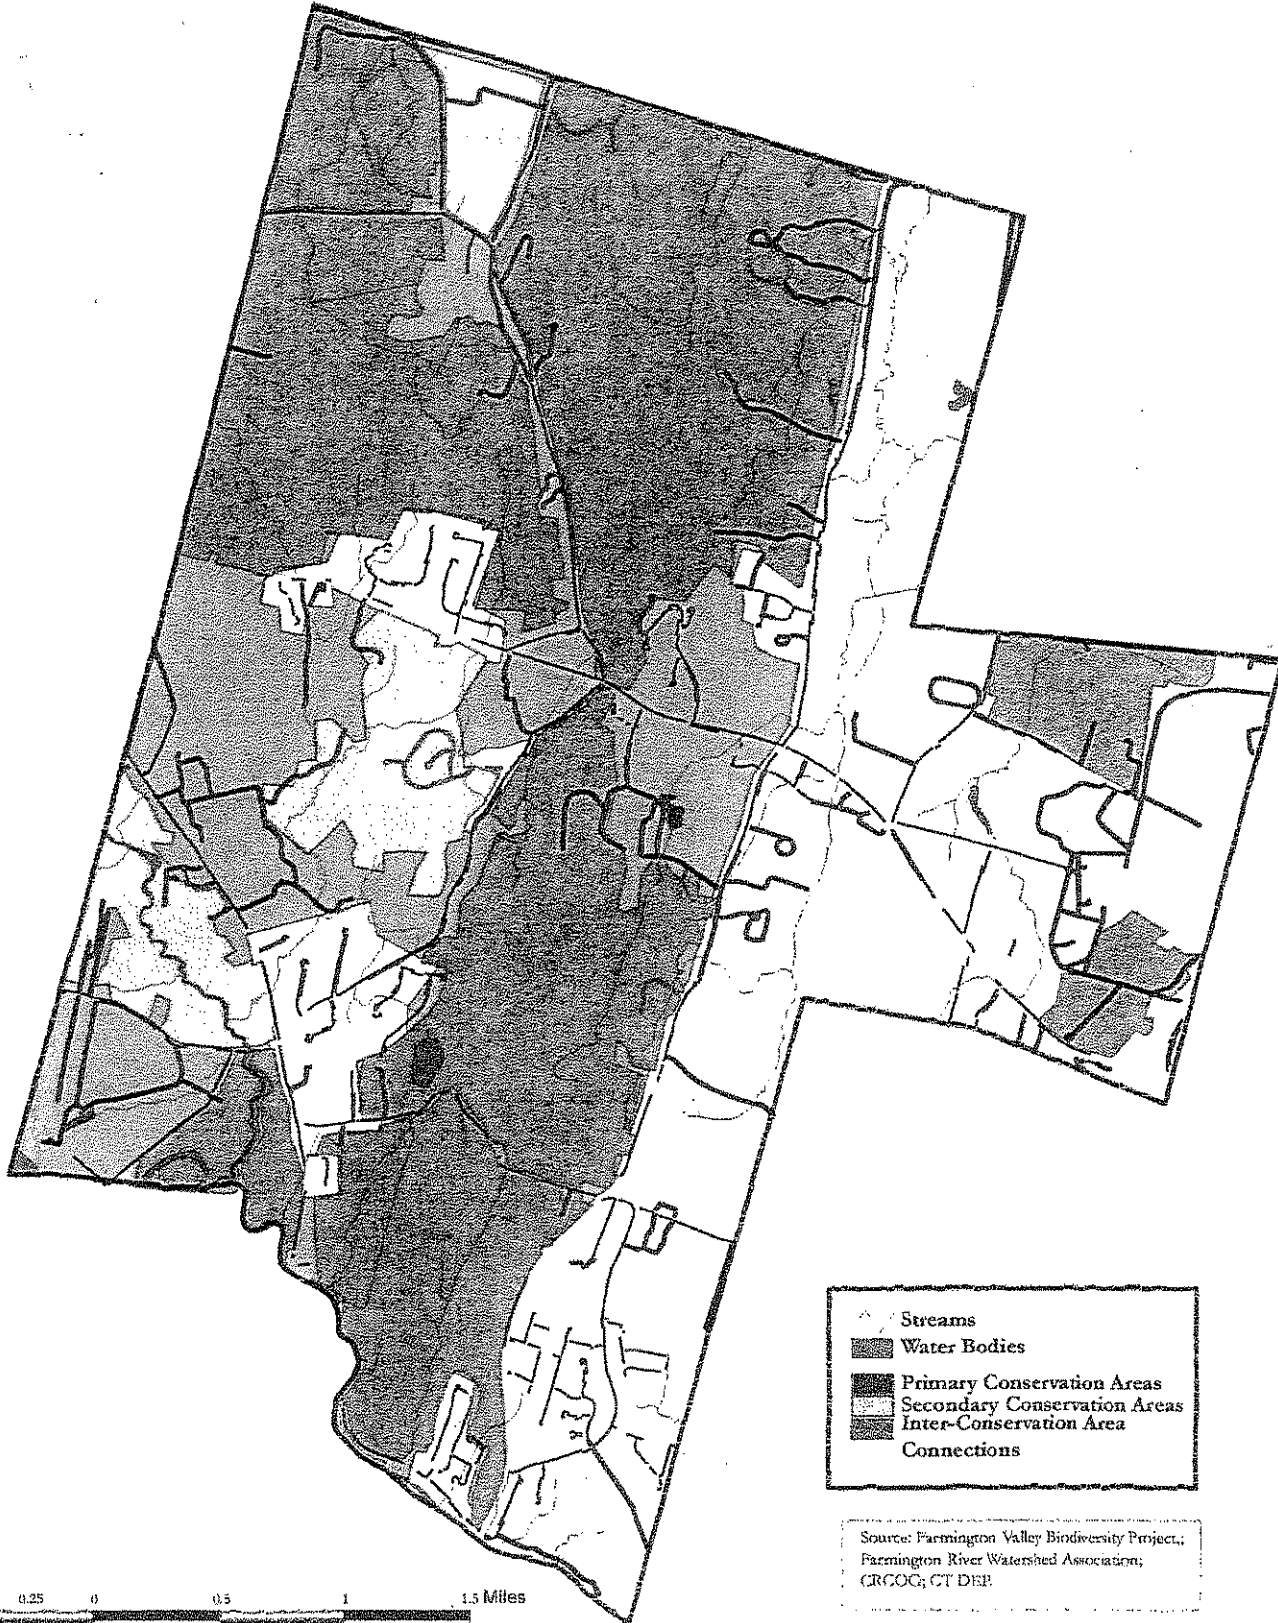 Streams
Water Bodies
Primary Conservation Areas
Secondary Conservation Areas
Inter-Conservation Area
Connections
Source: Farmington Valley Biodiversity Project,;
Farmington River Watershed Association;
CRCOG; CT DEP.
0.25 0 0.5 1 1.5 Miles